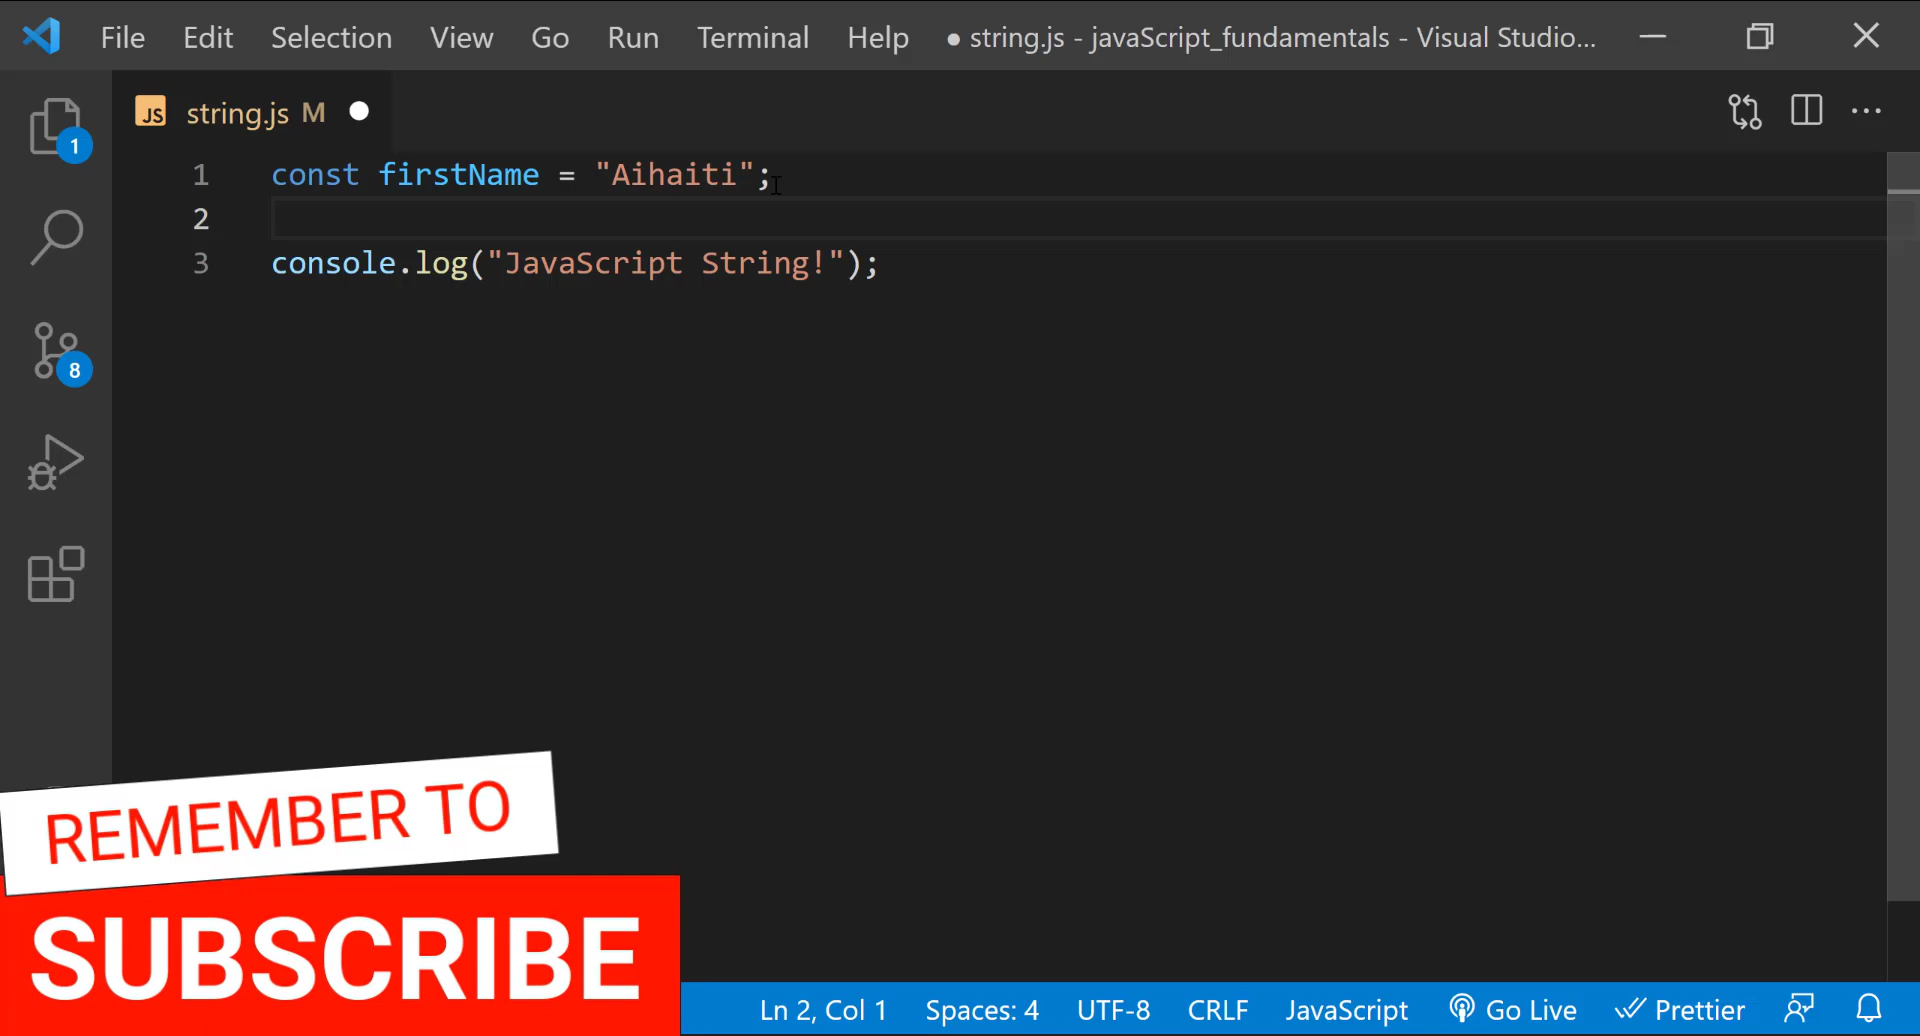 File Edit Selection View Go Run Terminal Help ● string.js - javaScript_fundamentals - Visual Studio...
JS string.js M
1 const firstName = "Aihaiti";
2
3 console.log("JavaScript String!");
1
8
REMEMBER TO
SUBSCRIBE
Ln 2, Col 1 Spaces: 4 UTF-8 CRLF JavaScript Go Live Prettier